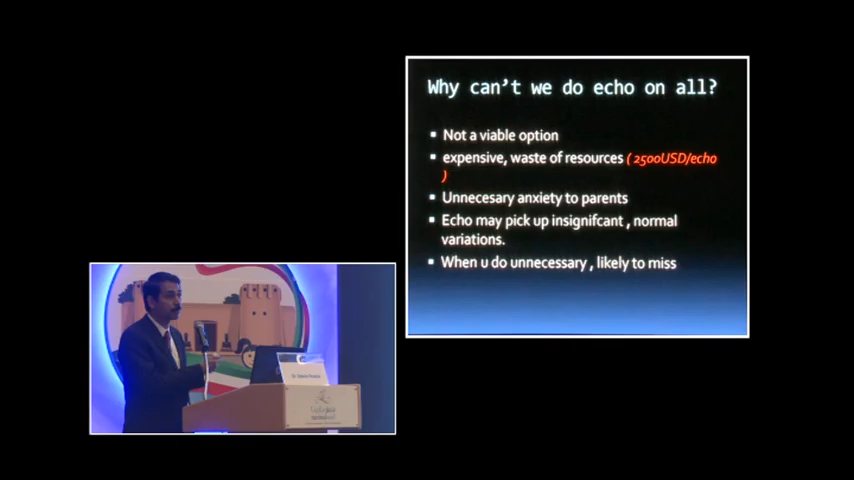 Why can't we do echo on all?
Not a viable option
expensive, waste of resources ( 2500USD/echo
)
Unnecesary anxiety to parents
Echo may pick up insignifcant , normal
variations.
When u do unnecessary , likely to miss
Dr.